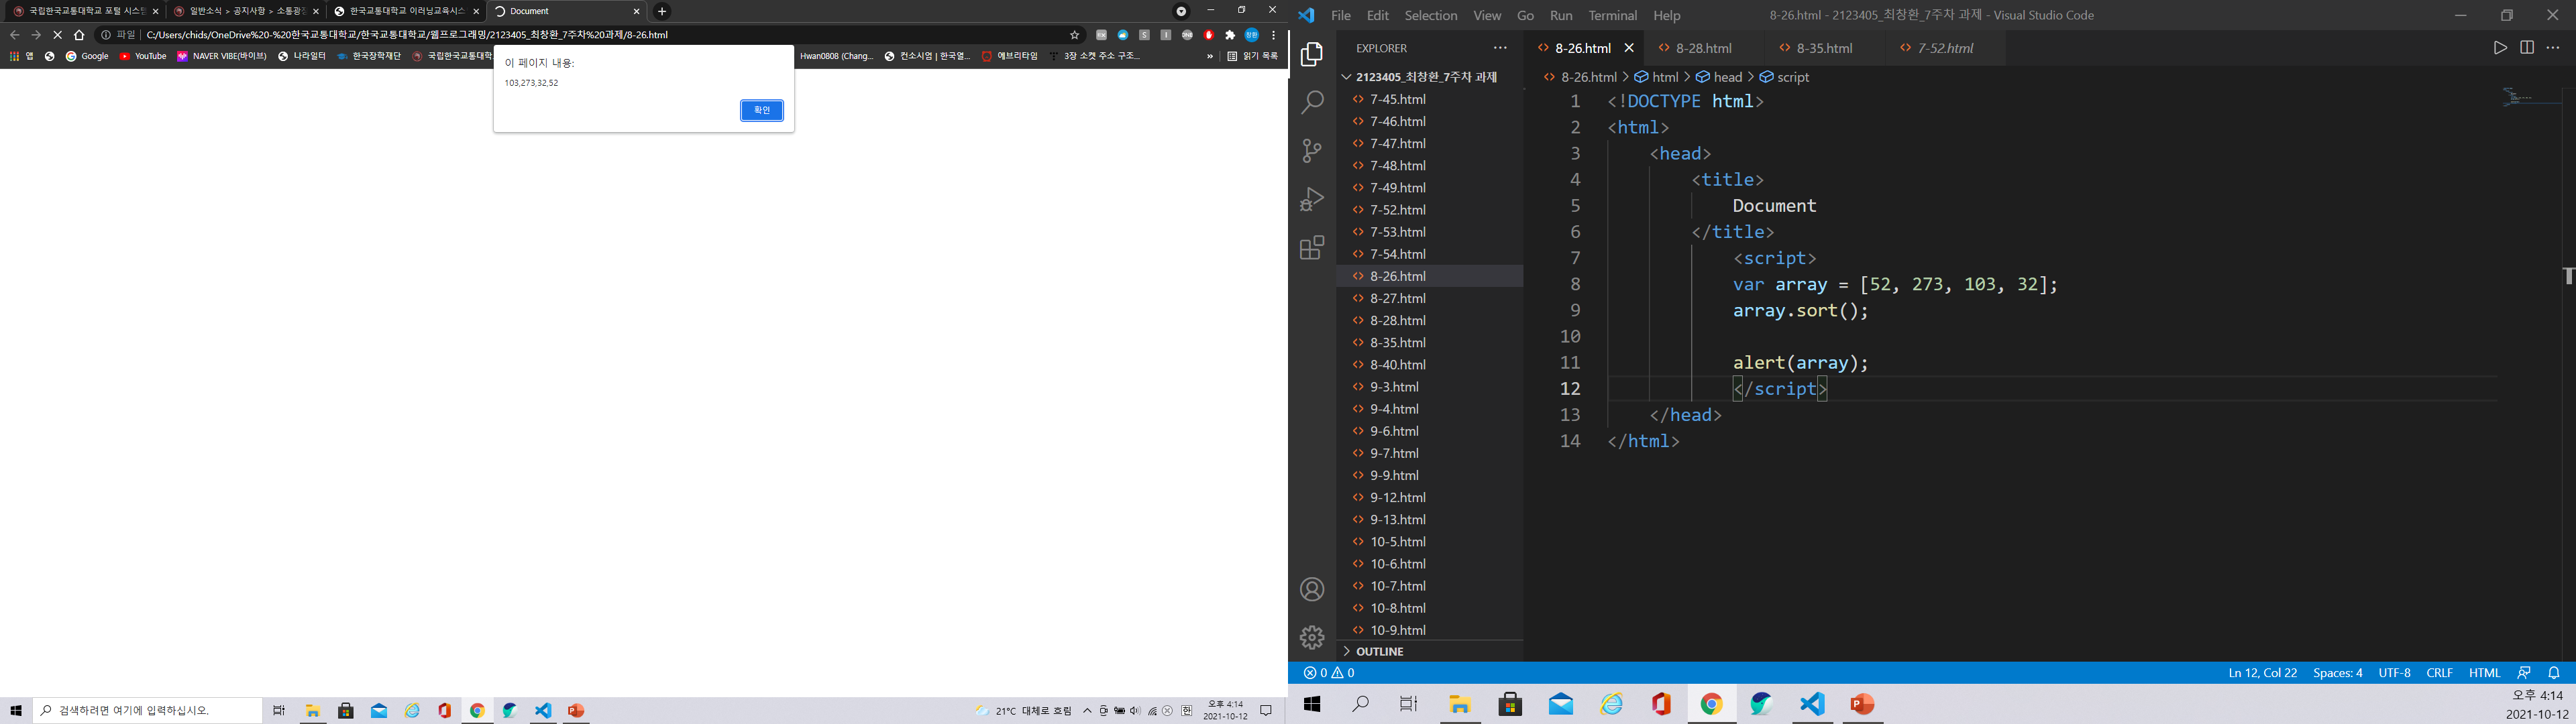 국립한국교통대학교 포털 시스템
일반소식 > 공지사항 > 소통광장
한국교통대학교 이러닝교육시스
Document
파일
C:/Users/chids/OneDrive%20-%20한국교통대학교/한국교통대학교/웹프로그래밍/2123405_최창환_7주차%20과제/8-26.html
앱
Google
YouTube
NAVER VIBE(바이브)
나라일터
한국장학재단
국립한국교통대학
Hwan0808 (Chang...
컨소시엄 | 한국열...
에브리타임
3장 소켓 주소 구조...
»
읽기 목록
이 페이지 내용:
103,273,32,52
확인
검색하려면 여기에 입력하십시오.
21°C 대체로 흐림
오후 4:14
2021-10-12
File Edit Selection View Go Run Terminal Help
8-26.html - 2123405_최창환_7주차 과제 - Visual Studio Code
EXPLORER
2123405_최창환_7주차 과제
7-45.html
7-46.html
7-47.html
7-48.html
7-49.html
7-52.html
7-53.html
7-54.html
8-26.html
8-27.html
8-28.html
8-35.html
8-40.html
9-3.html
9-4.html
9-6.html
9-7.html
9-9.html
9-12.html
9-13.html
10-5.html
10-6.html
10-7.html
10-8.html
10-9.html
OUTLINE
8-26.html
8-28.html
8-35.html
7-52.html
8-26.html > html > head > script
1 <!DOCTYPE html>
2 <html>
3 <head>
4 <title>
5 Document
6 </title>
7 <script>
8 var array = [52, 273, 103, 32];
9 array.sort();
10
11 alert(array);
12 </script>
13 </head>
14 </html>
0 0
Ln 12, Col 22
Spaces: 4
UTF-8
CRLF
HTML
오후 4:14
2021-10-12